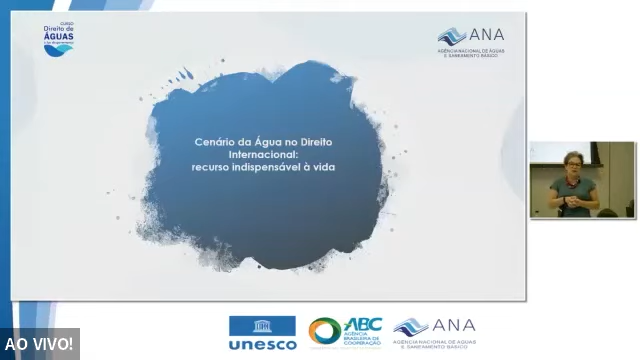 CURSO
Direito de
ÁGUAS
ANA
AGÊNCIA NACIONAL DE ÁGUAS
E SANEAMENTO BÁSICO
Cenário da Água no Direito
Internacional:
recurso indispensável à vida
AO VIVO!
unesco
ABC
AGÊNCIA
BRASILEIRA DE
COOPERAÇÃO
ANA
AGÊNCIA NACIONAL DE ÁGUAS
E SANEAMENTO BÁSICO